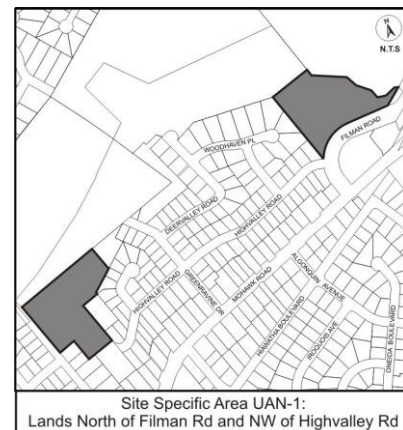 N
N.T.S
FILMAN ROAD
WOODHAVEN PL
DEERVALLEY ROAD
HIGHVALLEY ROAD
HIGHVALLEY ROAD
GREENRAVINE DR
MOHAWK ROAD
ALGONQUIN AVENUE
HIAWATHA BOULEVARD
IROQUOIS AVE
ONEIDA BOULEVARD
Site Specific Area UAN-1:
Lands North of Filman Rd and NW of Highvalley Rd